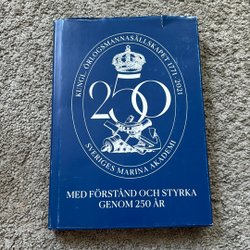 KUNGL. ÖRLOGSMANNASÄLLSKAPET 1771-2021
250
SVERIGES MARINA AKADEMI
MED FÖRSTÅND OCH STYRKA
GENOM 250 ÅR